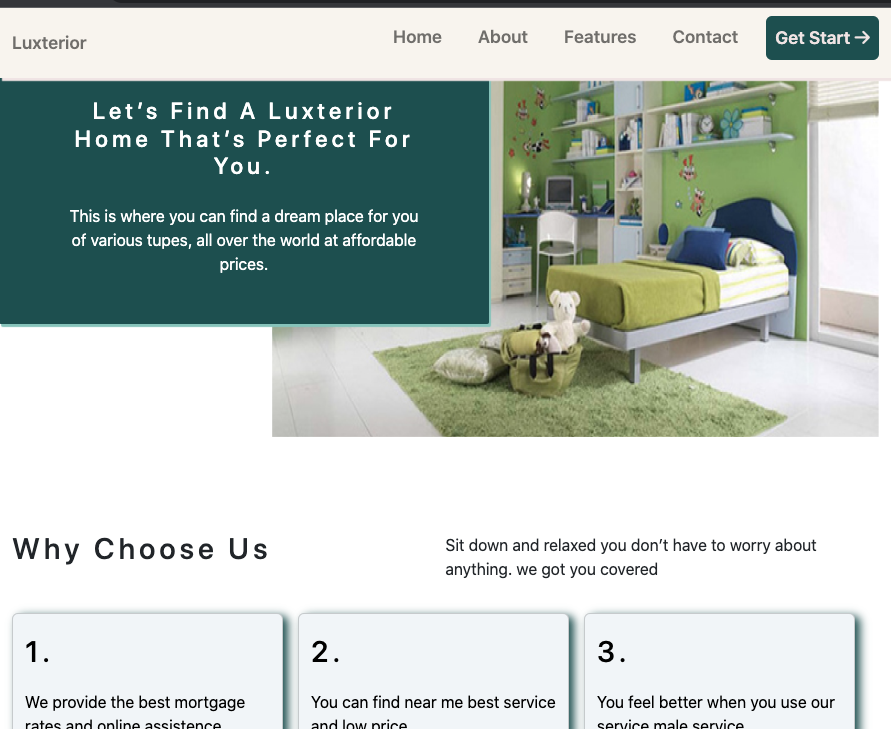 Luxterior
Home About Features Contact Get Start →
Let’s Find A Luxterior
Home That’s Perfect For
You.
This is where you can find a dream place for you
of various tupes, all over the world at affordable
prices.
Why Choose Us
Sit down and relaxed you don’t have to worry about
anything. we got you covered
1.
We provide the best mortgage
rates and online assistence
2.
You can find near me best service
and low price
3.
You feel better when you use our
service male service